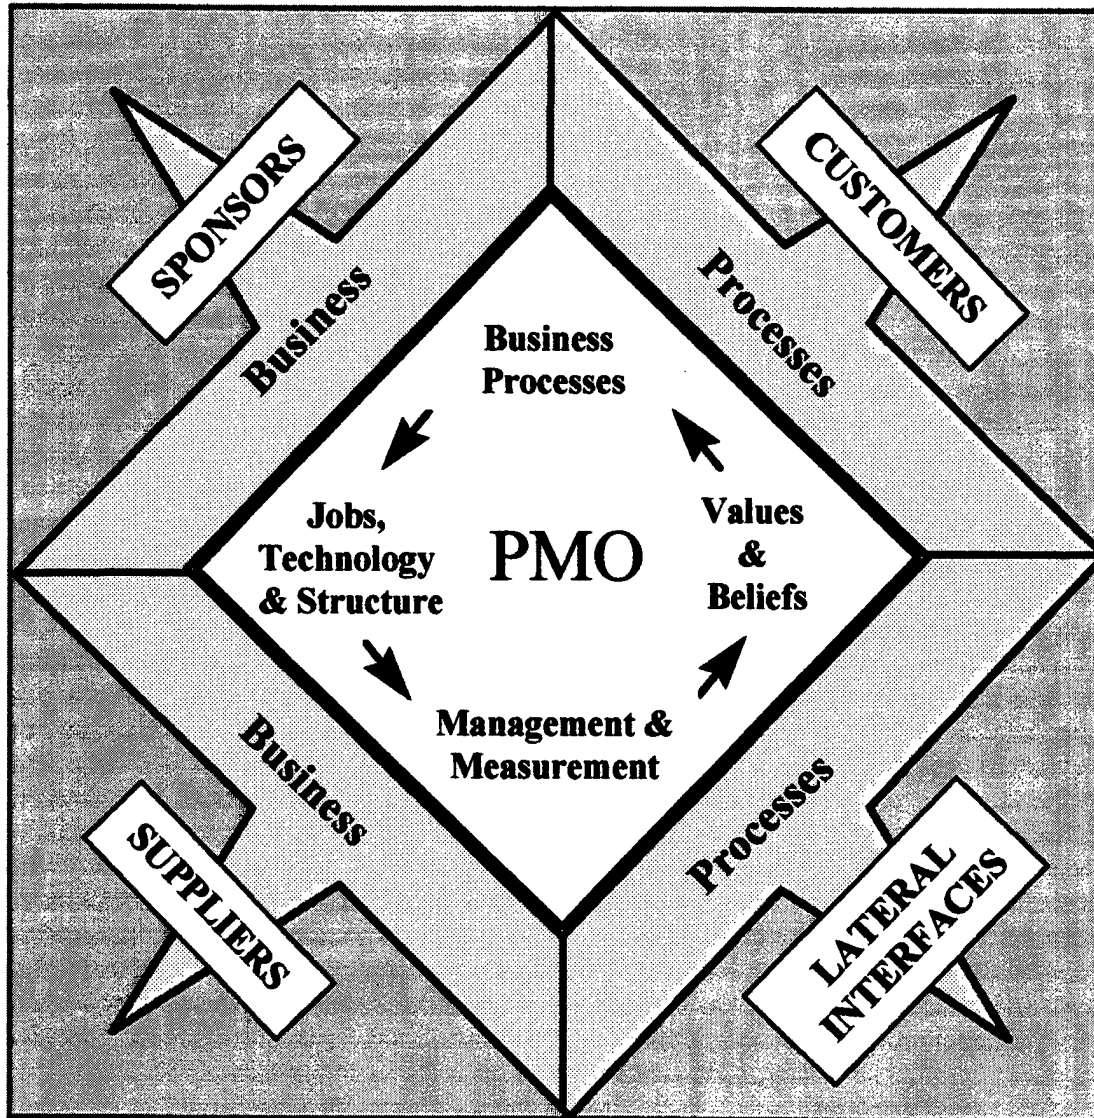 SPONSORS
CUSTOMERS
Business
Processes
Business
Processes
Jobs,
Technology
& Structure
PMO
Values
&
Beliefs
Management &
Measurement
Business
Processes
SUPPLIERS
LATERAL
INTERFACES